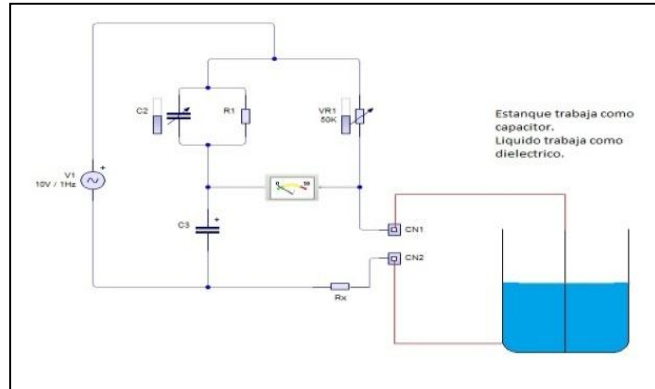 C2
R1
VR1
50K
Estanque trabaja como
capacitor.
Liquido trabaja como
dielectrico.
V1
10V / 1Hz
C3
CN1
CN2
Rx